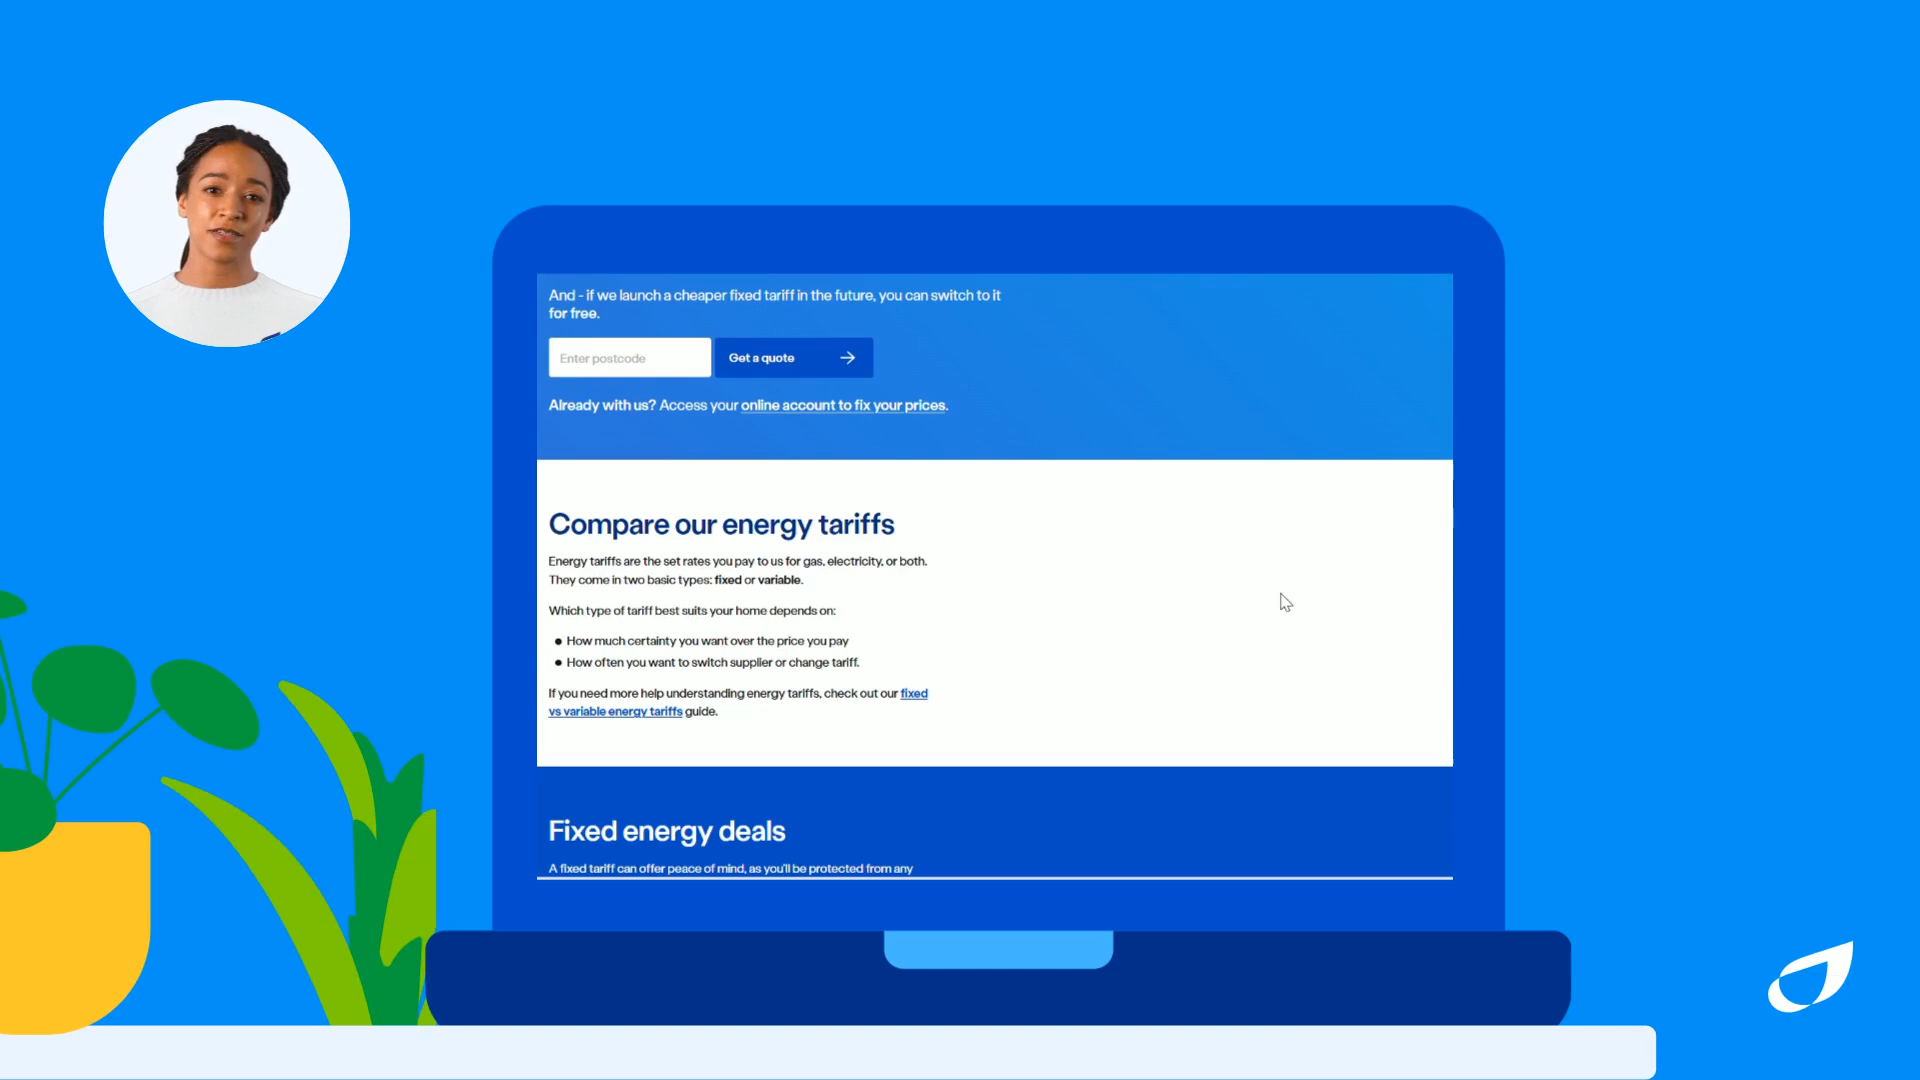 And - if we launch a cheaper fixed tariff in the future, you can switch to it
for free.
Enter postcode
Get a quote
Already with us? Access your online account to fix your prices.
Compare our energy tariffs
Energy tariffs are the set rates you pay to us for gas, electricity, or both.
They come in two basic types: fixed or variable.
Which type of tariff best suits your home depends on:
● How much certainty you want over the price you pay
● How often you want to switch supplier or change tariff.
If you need more help understanding energy tariffs, check out our fixed
vs variable energy tariffs guide.
Fixed energy deals
A fixed tariff can offer peace of mind, as you'll be protected from any